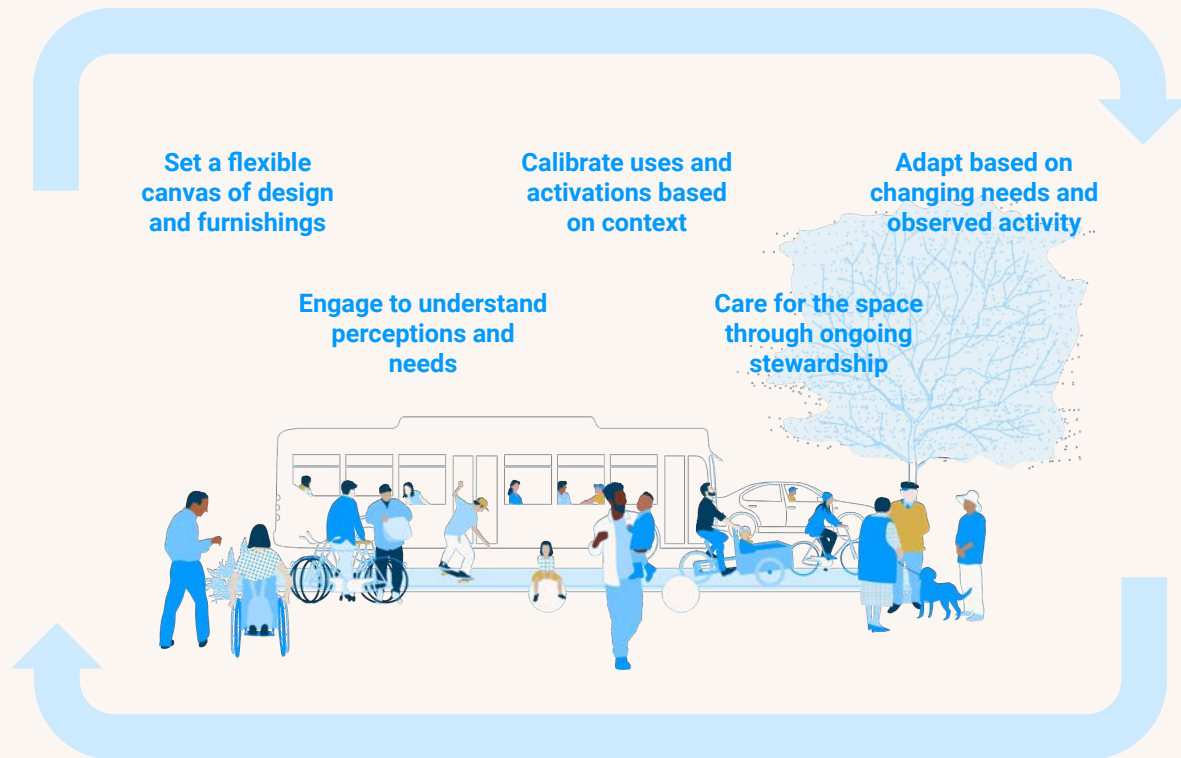 Set a flexible
canvas of design
and furnishings
Engage to understand
perceptions and
needs
Calibrate uses and
activations based
on context
Care for the space
through ongoing
stewardship
Adapt based on
changing needs and
observed activity